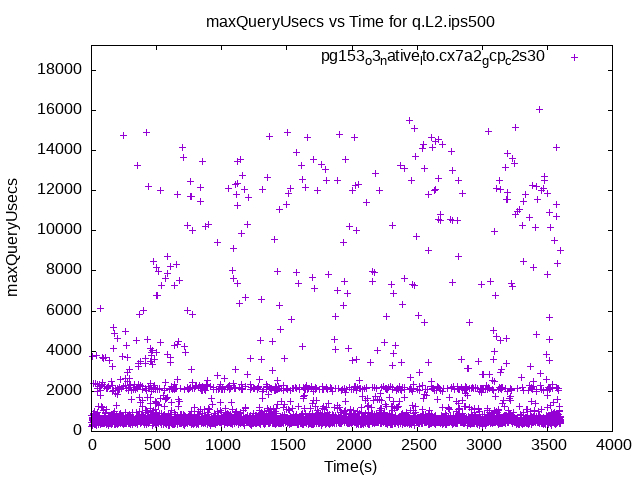 maxQueryUsecs vs Time for q.L2.ips500
pg153o3native_lto.cx7a2gcpc2s30
18000
16000
14000
12000
10000
8000
6000
4000
2000
0
maxQueryUsecs
0 500 1000 1500 2000 2500 3000 3500 4000
Time(s)